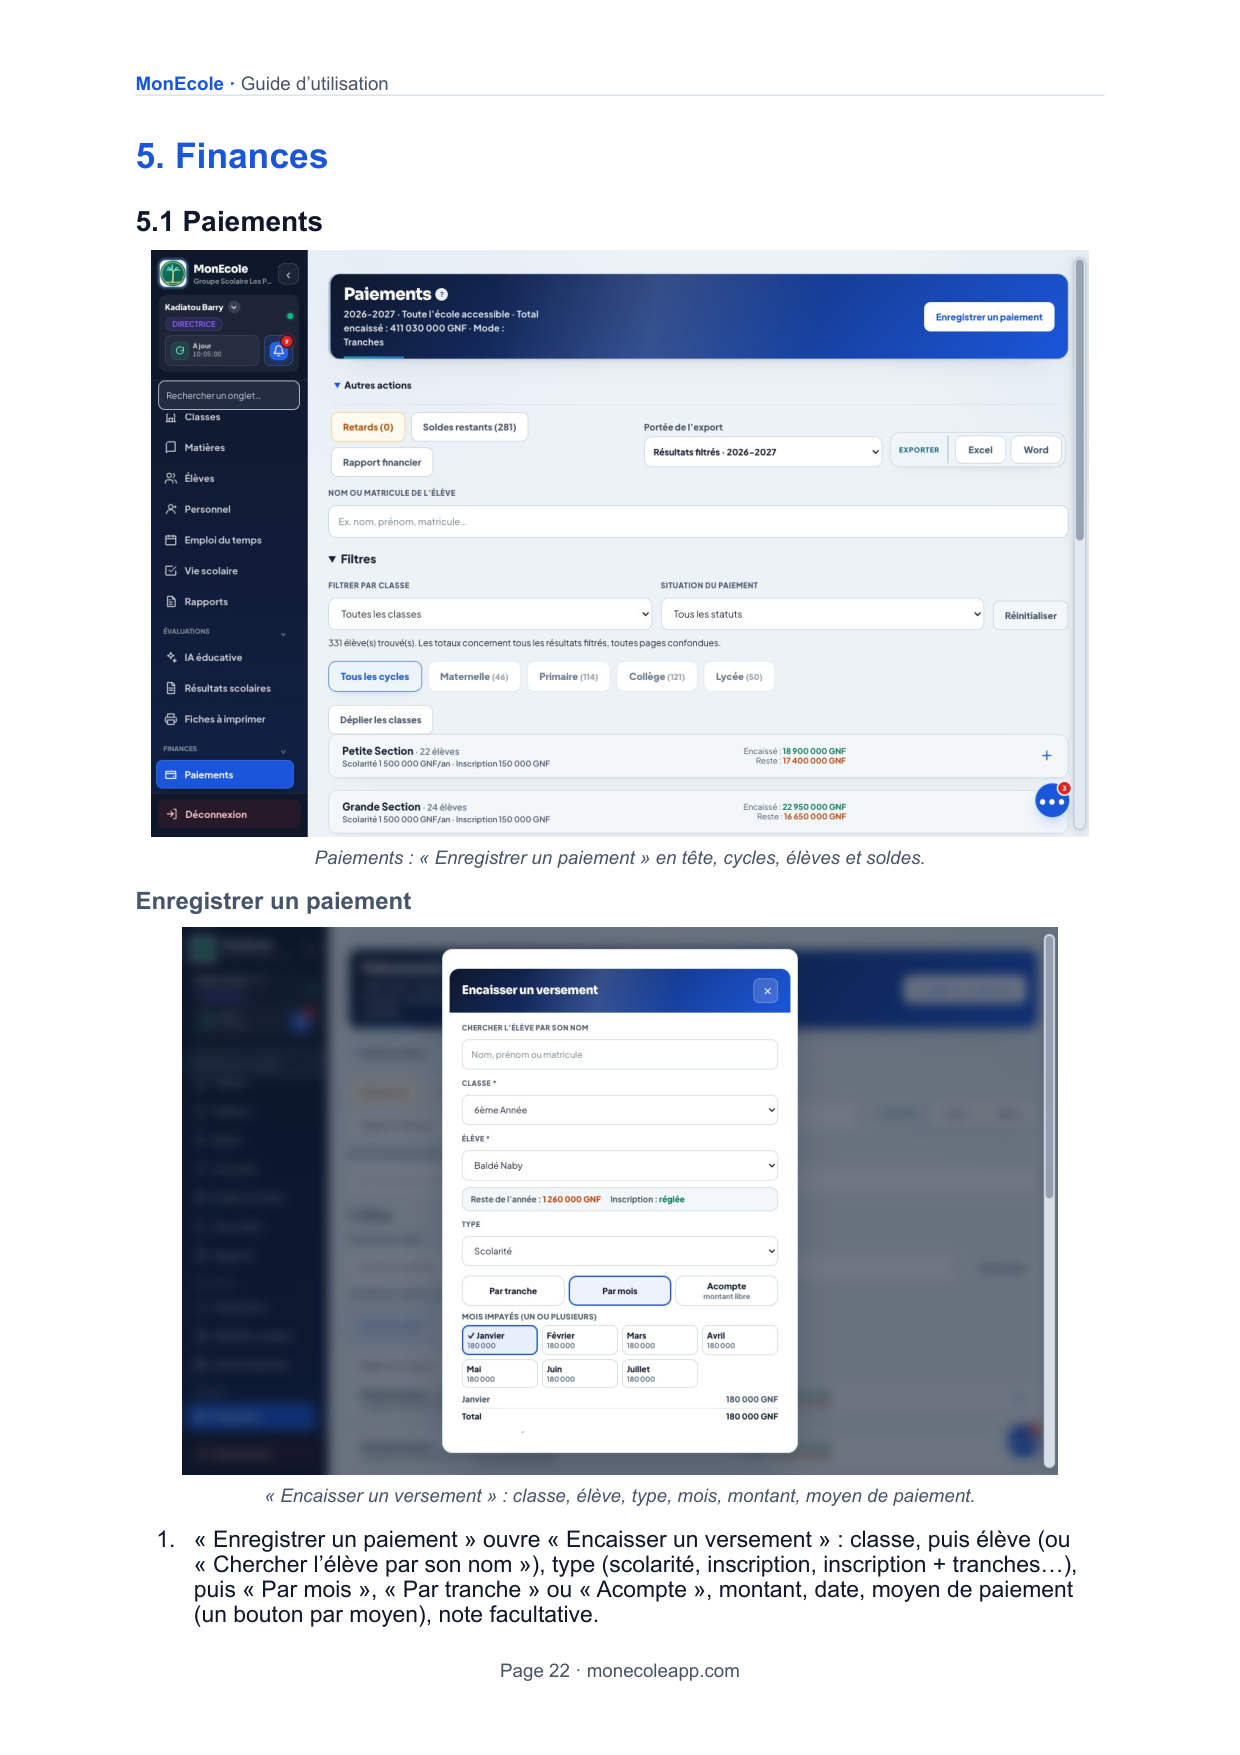 MonEcole · Guide d’utilisation
5. Finances
5.1 Paiements
MonEcole
Groupe Scolaire Les P...
Kadiatou Barry
DIRECTRICE
À jour
10:05:00
9
Rechercher un onglet...
Classes
Matières
Élèves
Personnel
Emploi du temps
Vie scolaire
Rapports
ÉVALUATIONS
IA éducative
Résultats scolaires
Fiches à imprimer
FINANCES
Paiements
Déconnexion
Paiements ?
2026-2027 · Toute l'école accessible · Total
encaissé : 411 030 000 GNF · Mode :
Tranches
Enregistrer un paiement
Autres actions
Retards (0)
Soldes restants (281)
Rapport financier
Portée de l'export
Résultats filtrés · 2026-2027
EXPORTER
Excel
Word
NOM OU MATRICULE DE L'ÉLÈVE
Ex. nom, prénom, matricule...
Filtres
FILTRER PAR CLASSE
SITUATION DU PAIEMENT
Toutes les classes
Tous les statuts
Réinitialiser
331 élève(s) trouvé(s). Les totaux concernent tous les résultats filtrés, toutes pages confondues.
Tous les cycles
Maternelle (46)
Primaire (114)
Collège (121)
Lycée (50)
Déplier les classes
Petite Section · 22 élèves
Scolarité 1 500 000 GNF/an · Inscription 150 000 GNF
Encaissé : 18 900 000 GNF
Reste : 17 400 000 GNF
+
Grande Section · 24 élèves
Scolarité 1 500 000 GNF/an · Inscription 150 000 GNF
Encaissé : 22 950 000 GNF
Reste : 16 650 000 GNF
3
Paiements : « Enregistrer un paiement » en tête, cycles, élèves et soldes.
Enregistrer un paiement
Encaisser un versement
CHERCHER L'ÉLÈVE PAR SON NOM
Nom, prénom ou matricule
CLASSE *
6ème Année
ÉLÈVE *
Baldé Naby
Reste de l'année : 1 260 000 GNF Inscription : réglée
TYPE
Scolarité
Par tranche
Par mois
Acompte
montant libre
MOIS IMPAYÉS (UN OU PLUSIEURS)
✓ Janvier
180 000
Février
180 000
Mars
180 000
Avril
180 000
Mai
180 000
Juin
180 000
Juillet
180 000
Janvier 180 000 GNF
Total 180 000 GNF
« Encaisser un versement » : classe, élève, type, mois, montant, moyen de paiement.
1. « Enregistrer un paiement » ouvre « Encaisser un versement » : classe, puis élève (ou
« Chercher l’élève par son nom »), type (scolarité, inscription, inscription + tranches…),
puis « Par mois », « Par tranche » ou « Acompte », montant, date, moyen de paiement
(un bouton par moyen), note facultative.
Page 22 · monecoleapp.com